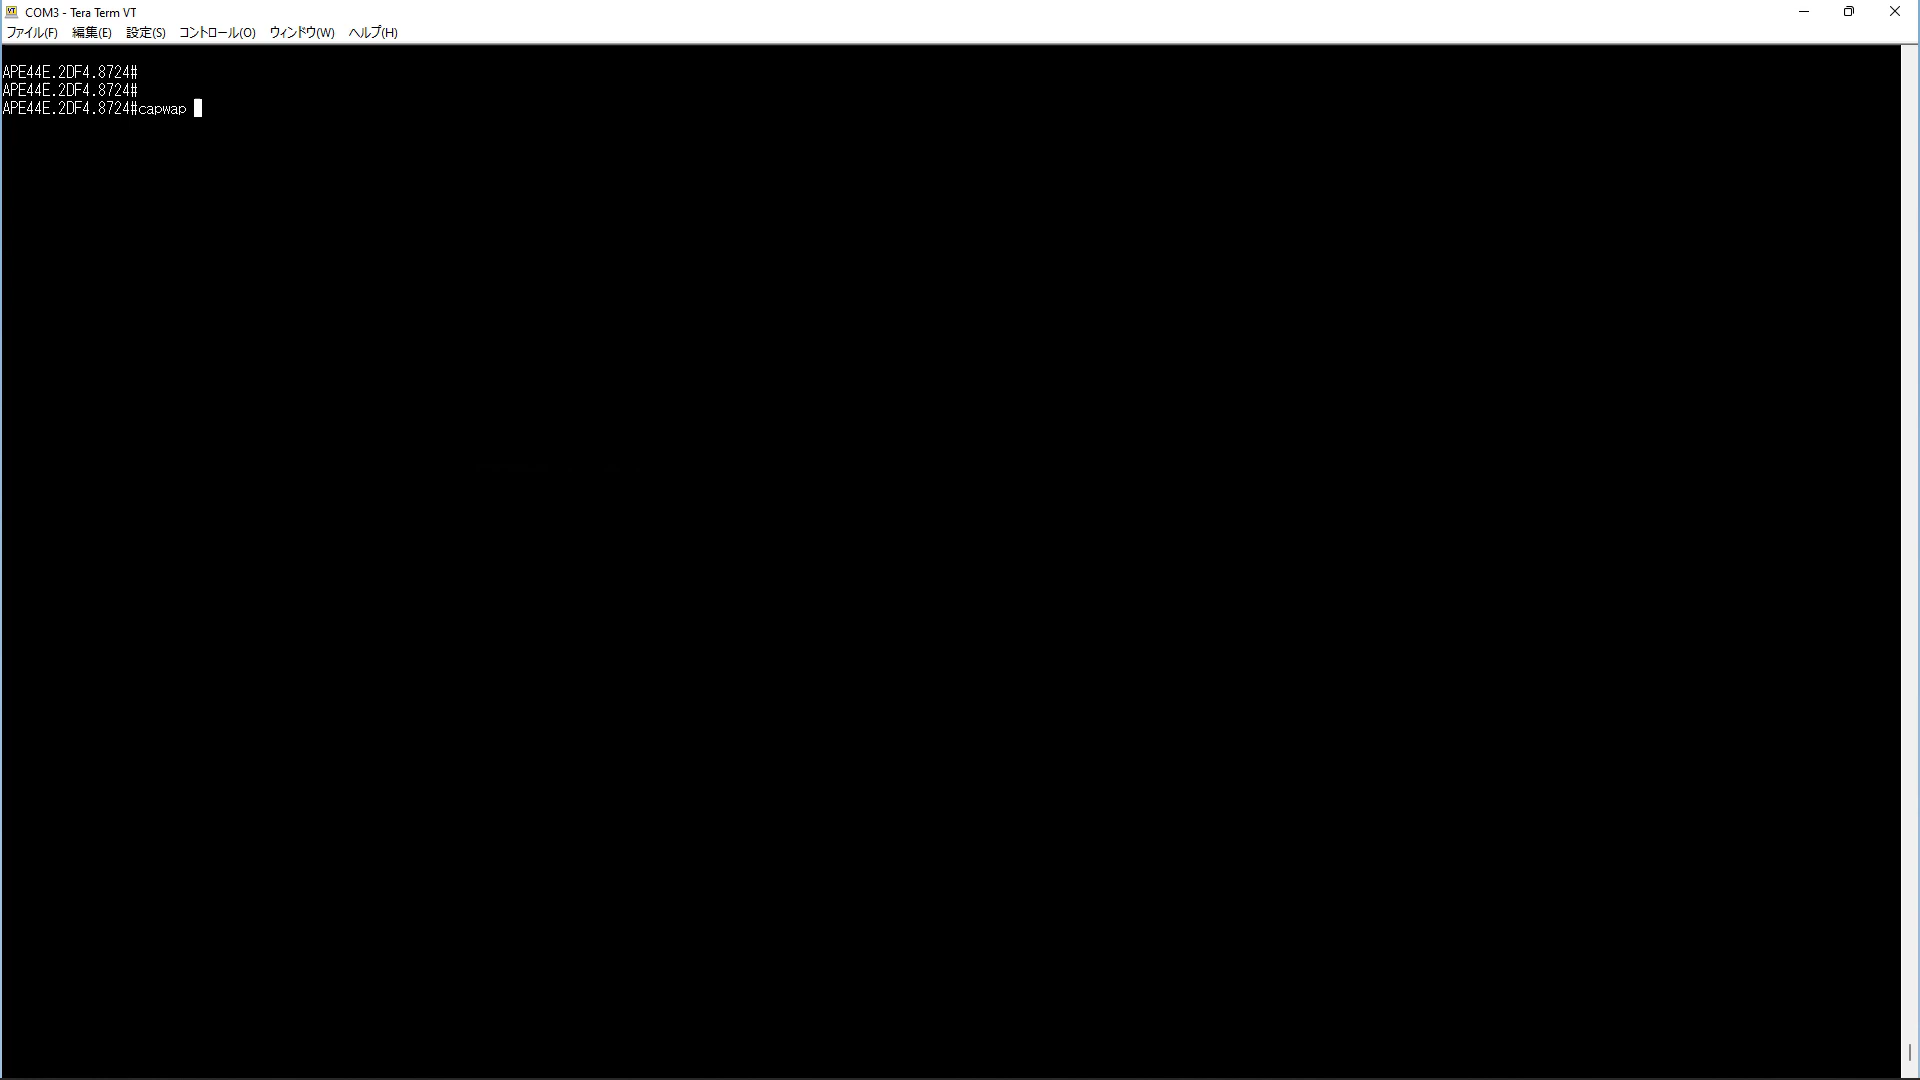 COM3 - Tera Term VT
ファイル(F) 編集(E) 設定(S) コントロール(O) ウィンドウ(W) ヘルプ(H)
APE44E.2DF4.8724#
APE44E.2DF4.8724#
APE44E.2DF4.8724#capwap